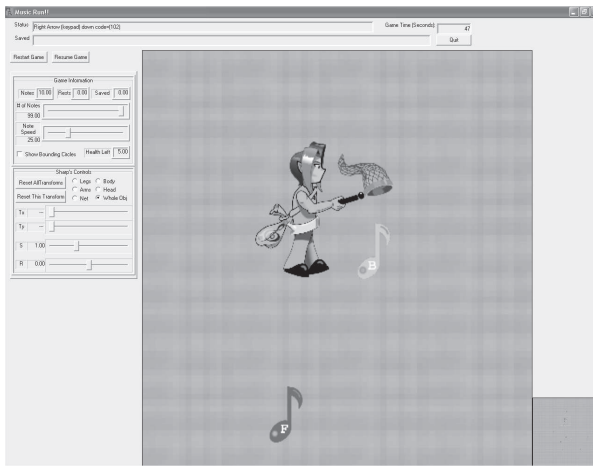 Music Run!!
Status: Right Arrow (keypad) down code=(102) Game Time (Seconds) 47
Saved: Quit
Restart Game Resume Game
Game Information
Notes 10.00 Rests 0.00 Saved 0.00
# of Notes
99.00
Note
Speed
25.00
Show Bounding Circles Health Left 5.00
Sharp's Controls
Reset AllTransforms Legs Body
Arms Head
Reset This Transform Net Whole Obj
Tx --
Ty --
S 1.00
R 0.00
B
F